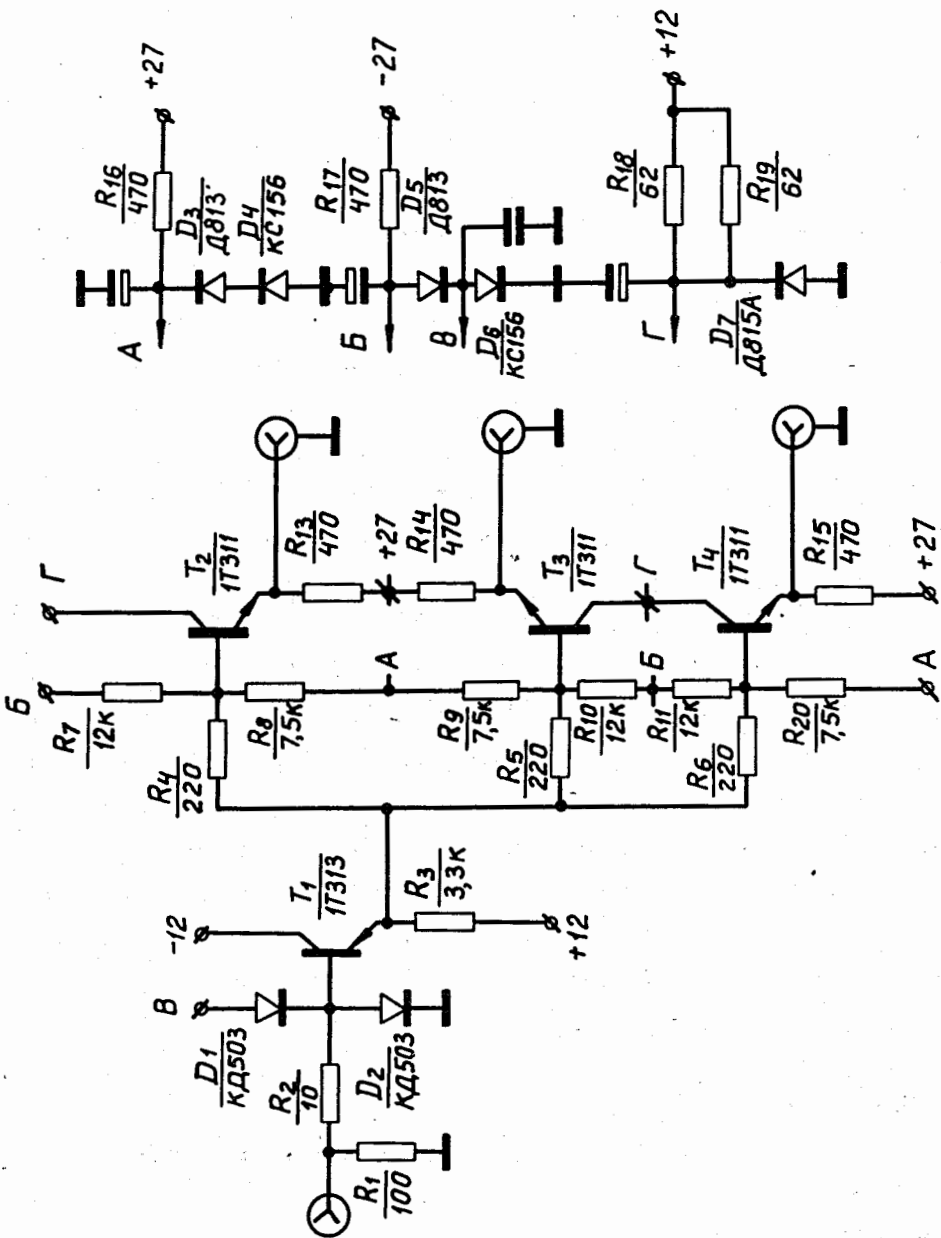 +27
R16
470
D3
Д813
D4
КС156
А
-27
R17
470
D5
Д813
Б
В
D6
КС156
+12
R18
62
R19
62
Г
D7
Д815А
Г
T2
1Т311
R13
470
+27
R14
470
T3
1Т311
Г
T4
1Т311
R15
470
+27
Б
R7
12к
R8
7,5к
А
R9
7,5к
R10
12к
Б
R11
12к
R20
7,5к
А
R4
220
R5
220
R6
220
-12
T1
1Т313
R3
3,3К
+12
В
D1
КД503
R2
10
D2
КД503
R1
100